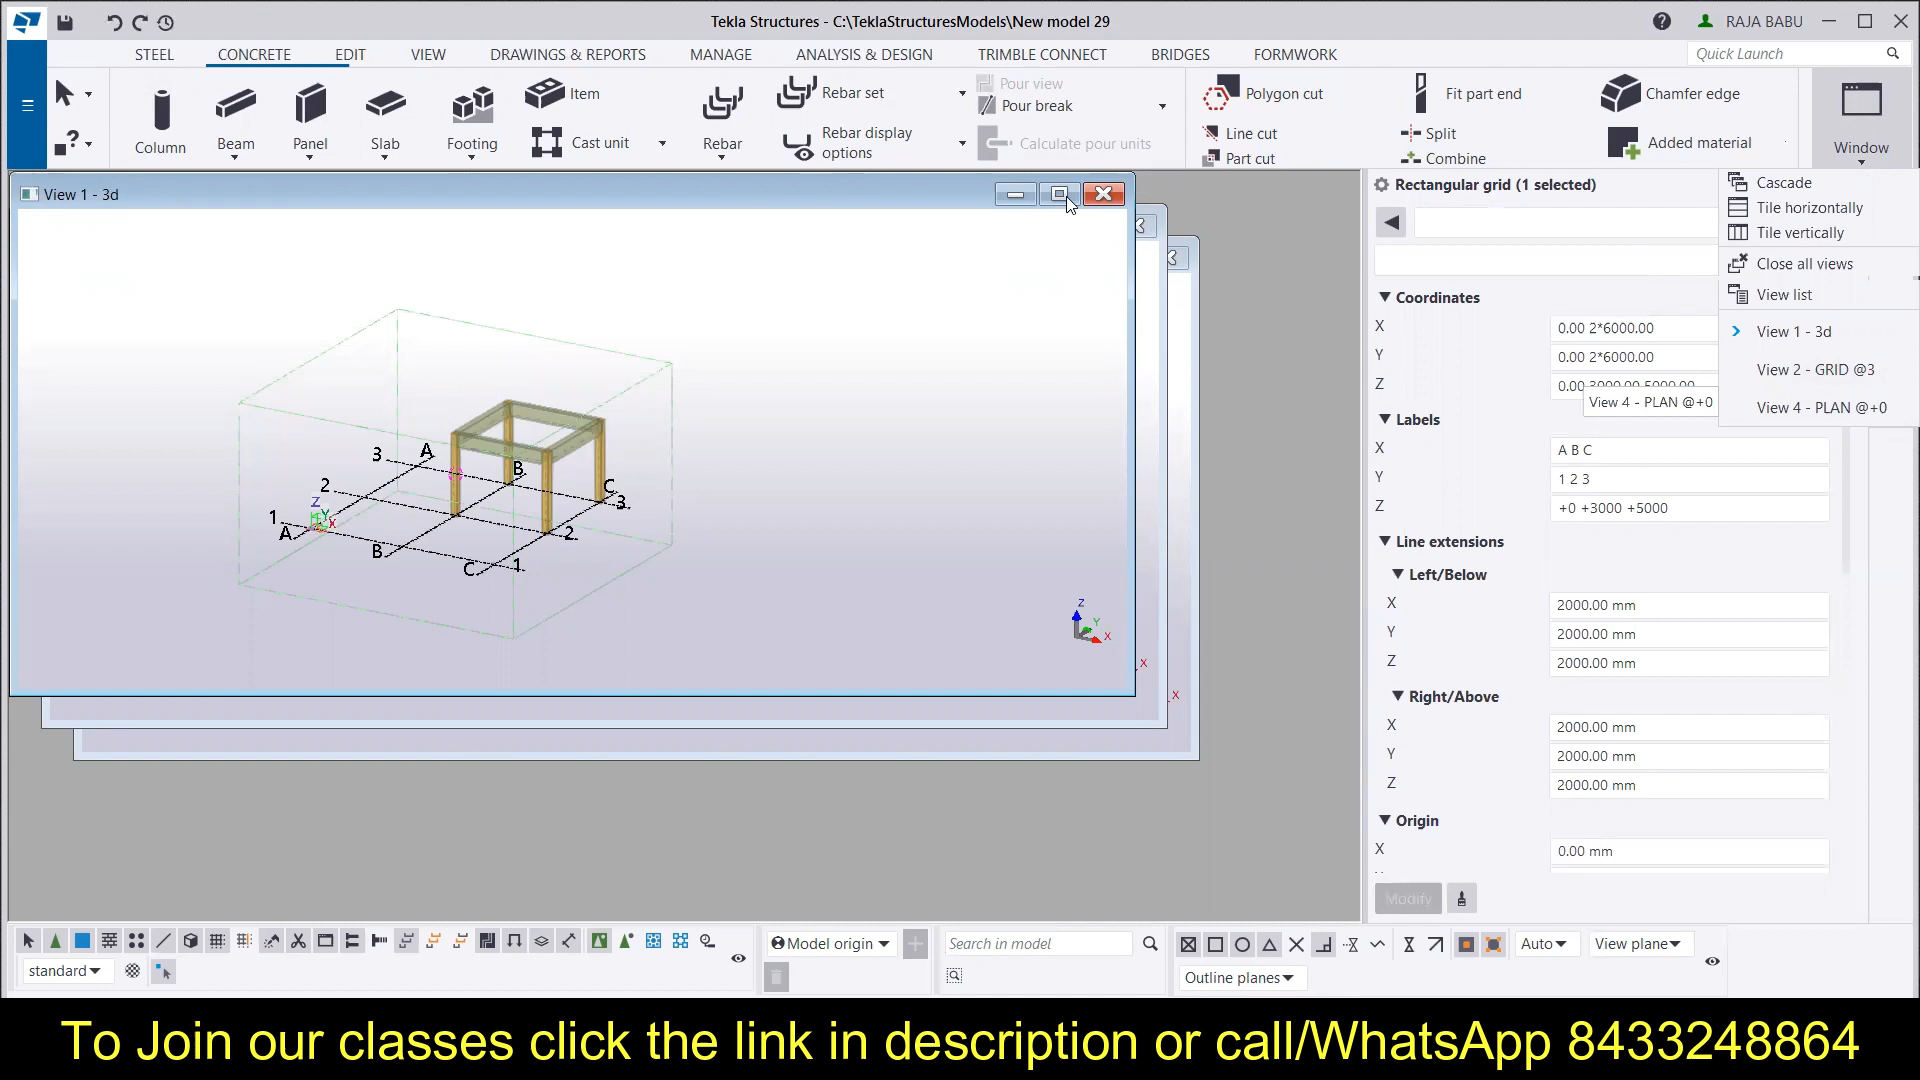 Tekla Structures - C:\TeklaStructuresModels\New model 29
RAJA BABU
STEEL CONCRETE EDIT VIEW DRAWINGS & REPORTS MANAGE ANALYSIS & DESIGN TRIMBLE CONNECT BRIDGES FORMWORK
Quick Launch
Column
Beam
Panel
Slab
Footing
Item
Cast unit
Rebar
Rebar set
Rebar display options
Pour view
Pour break
Calculate pour units
Polygon cut
Line cut
Part cut
Fit part end
Split
Combine
Chamfer edge
Added material
Window
View 1 - 3d
Cascade
Tile horizontally
Tile vertically
Close all views
View list
View 1 - 3d
View 2 - GRID @3
View 4 - PLAN @+0
Rectangular grid (1 selected)
Coordinates
X 0.00 2*6000.00
Y 0.00 2*6000.00
Z 0.00 3000.00 5000.00
View 4 - PLAN @+0
Labels
X A B C
Y 1 2 3
Z +0 +3000 +5000
Line extensions
Left/Below
X 2000.00 mm
Y 2000.00 mm
Z 2000.00 mm
Right/Above
X 2000.00 mm
Y 2000.00 mm
Z 2000.00 mm
Origin
X 0.00 mm
Modify
3 A
2 B
C
3
Z
Y
X
1
A
B
2
C 1
Z
Y
X
X
X
Model origin
Search in model
Auto
View plane
standard
Outline planes
To Join our classes click the link in description or call/WhatsApp 8433248864